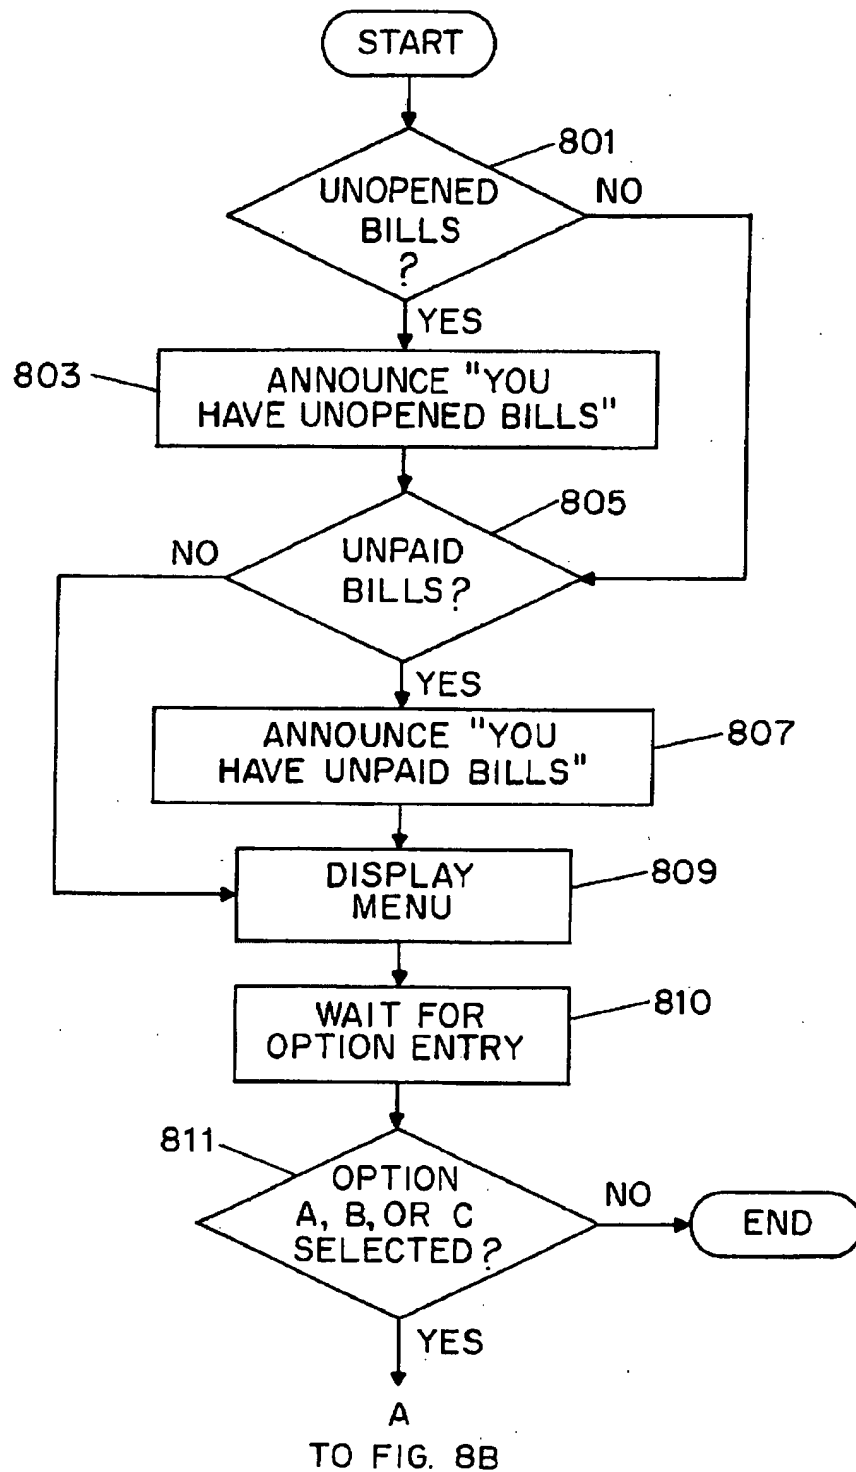 START
801
UNOPENED
BILLS
?
NO
YES
803
ANNOUNCE "YOU
HAVE UNOPENED BILLS"
805
NO
UNPAID
BILLS?
YES
ANNOUNCE "YOU
HAVE UNPAID BILLS"
807
DISPLAY
MENU
809
WAIT FOR
OPTION ENTRY
810
811
OPTION
A, B, OR C
SELECTED?
NO
END
YES
A
TO FIG. 8B